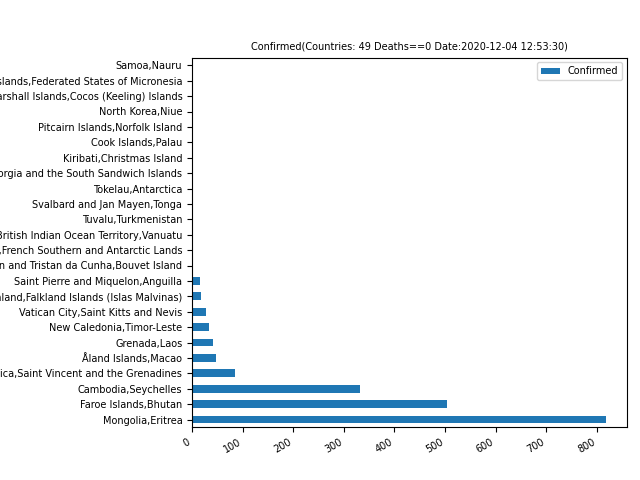 Confirmed(Countries: 49 Deaths==0 Date:2020-12-04 12:53:30)
Confirmed
Samoa,Nauru
Islands,Federated States of Micronesia
Islands,Cocos (Keeling) Islands
North Korea,Niue
Pitcairn Islands,Norfolk Island
Cook Islands,Palau
Kiribati,Christmas Island
and the South Sandwich Islands
Tokelau,Antarctica
Svalbard and Jan Mayen,Tonga
Tuvalu,Turkmenistan
British Indian Ocean Territory,Vanuatu
,French Southern and Antarctic Lands
and Tristan da Cunha,Bouvet Island
Saint Pierre and Miquelon,Anguilla
,Falkland Islands (Islas Malvinas)
Vatican City,Saint Kitts and Nevis
New Caledonia,Timor-Leste
Grenada,Laos
Åland Islands,Macao
,Saint Vincent and the Grenadines
Cambodia,Seychelles
Faroe Islands,Bhutan
Mongolia,Eritrea
0 100 200 300 400 500 600 700 800